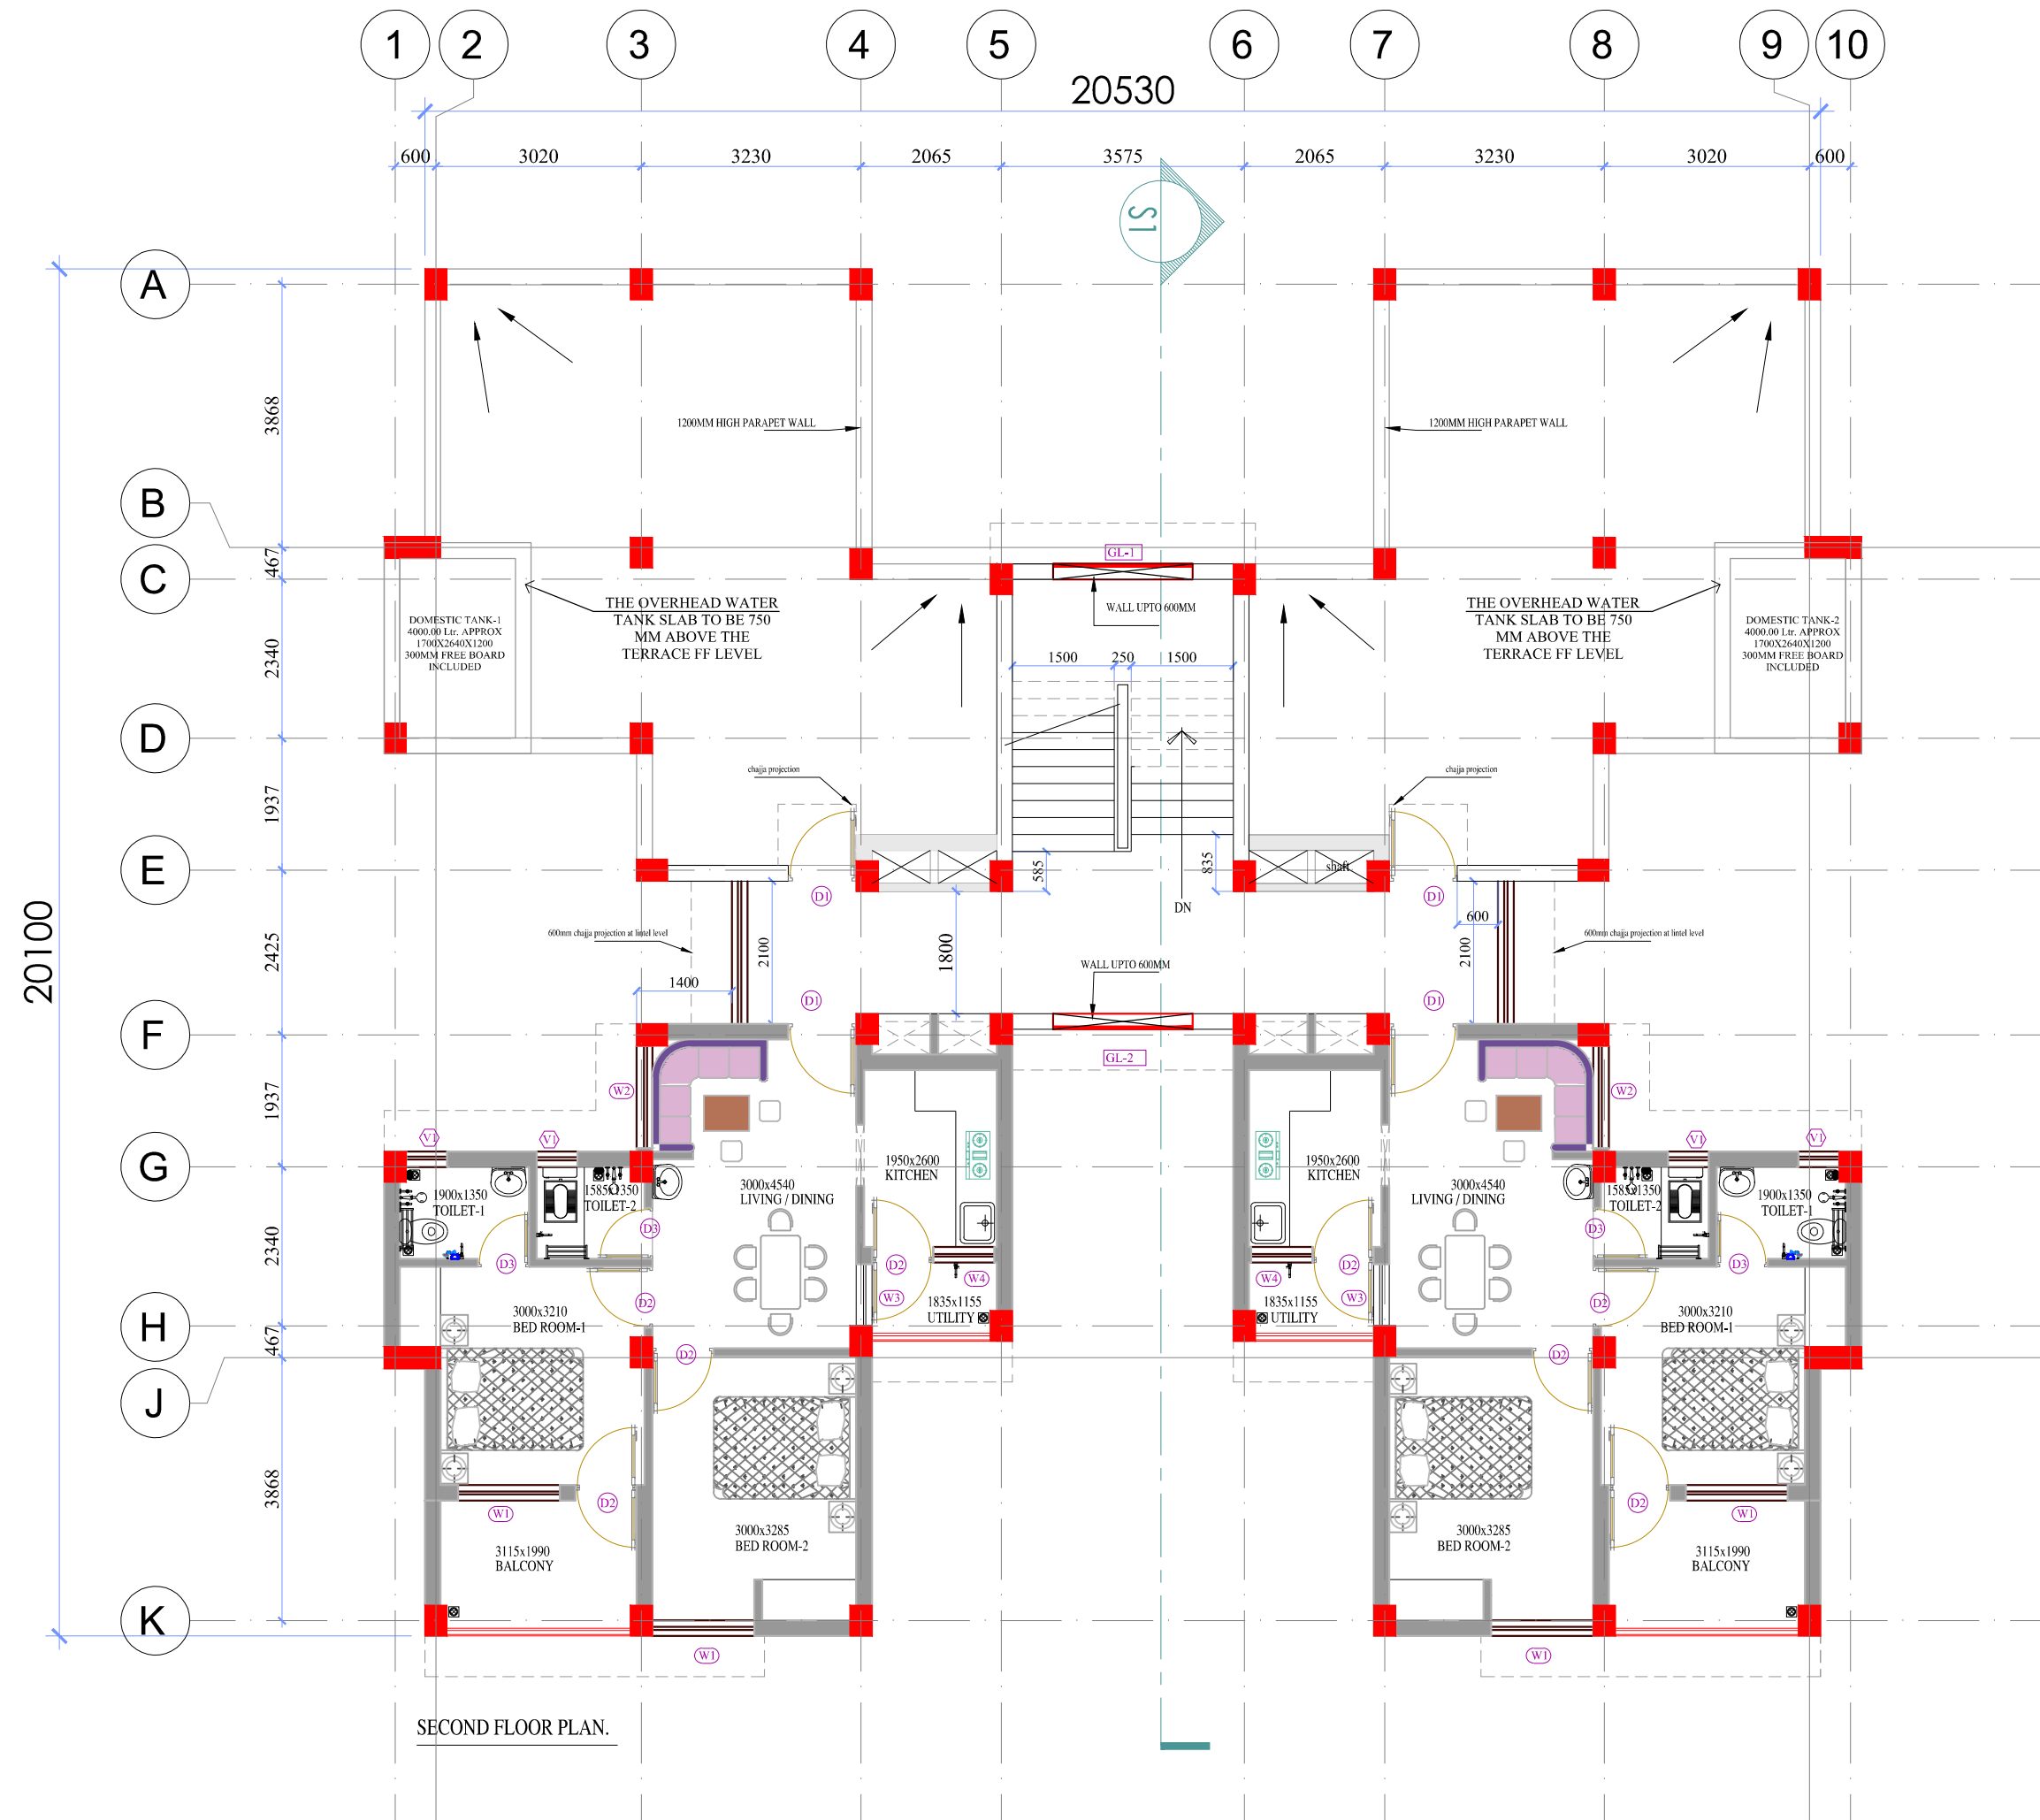 1 2 3 4 5 6 7 8 9 10
20530
600 3020 3230 2065 3575 2065 3230 3020 600
S1
A
3868
1200MM HIGH PARAPET WALL
1200MM HIGH PARAPET WALL
B
467
C
GL-1
WALL UPTO 600MM
THE OVERHEAD WATER
TANK SLAB TO BE 750
MM ABOVE THE
TERRACE FF LEVEL
THE OVERHEAD WATER
TANK SLAB TO BE 750
MM ABOVE THE
TERRACE FF LEVEL
DOMESTIC TANK-1
4000.00 Ltr. APPROX
1700X2640X1200
300MM FREE BOARD
INCLUDED
DOMESTIC TANK-2
4000.00 Ltr. APPROX
1700X2640X1200
300MM FREE BOARD
INCLUDED
2340
1500 250 1500
D
1937
chajja projection
chajja projection
E
585
835
shaft
D1
D1
DN
20100
2425
600mm chajja projection at lintel level
2100
1800
WALL UPTO 600MM
600
2100
600mm chajja projection at lintel level
1400
D1
D1
F
GL-2
1937
W2
W2
V1
V1
V1
V1
G
1950x2600
KITCHEN
1950x2600
KITCHEN
1900x1350
TOILET-1
1585x1350
TOILET-2
3000x4540
LIVING / DINING
3000x4540
LIVING / DINING
1585x1350
TOILET-2
1900x1350
TOILET-1
2340
D3
D3
D3
D2
W4
W4
D2
D3
D2
W3
W3
D2
1835x1155
UTILITY
1835x1155
UTILITY
3000x3210
BED ROOM-1
3000x3210
BED ROOM-1
H
467
D2
D2
J
3868
W1
D2
D2
W1
3000x3285
BED ROOM-2
3000x3285
BED ROOM-2
3115x1990
BALCONY
3115x1990
BALCONY
K
W1
W1
SECOND FLOOR PLAN.